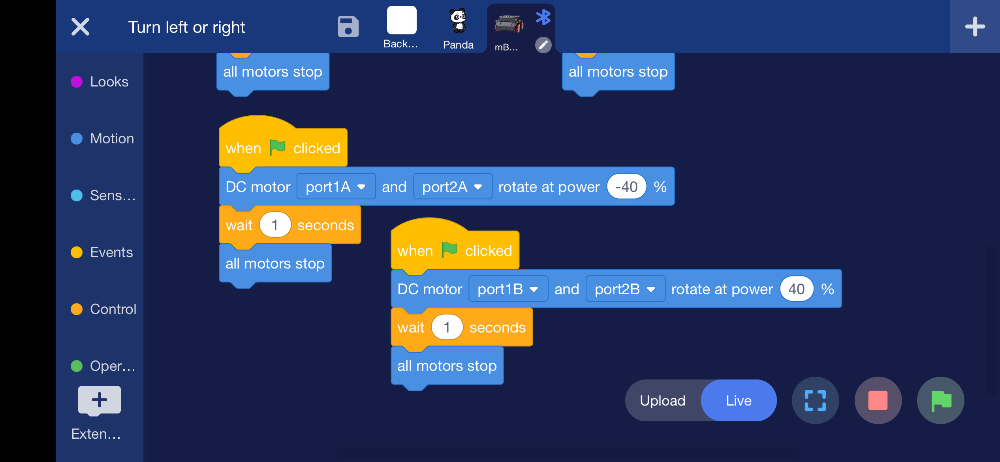 Turn left or right
Back...
Panda
mB...
Looks
Motion
Sens...
Events
Control
Oper...
Exten...
all motors stop
all motors stop
when clicked
DC motor port1A and port2A rotate at power -40 %
wait 1 seconds
all motors stop
when clicked
DC motor port1B and port2B rotate at power 40 %
wait 1 seconds
all motors stop
Upload Live